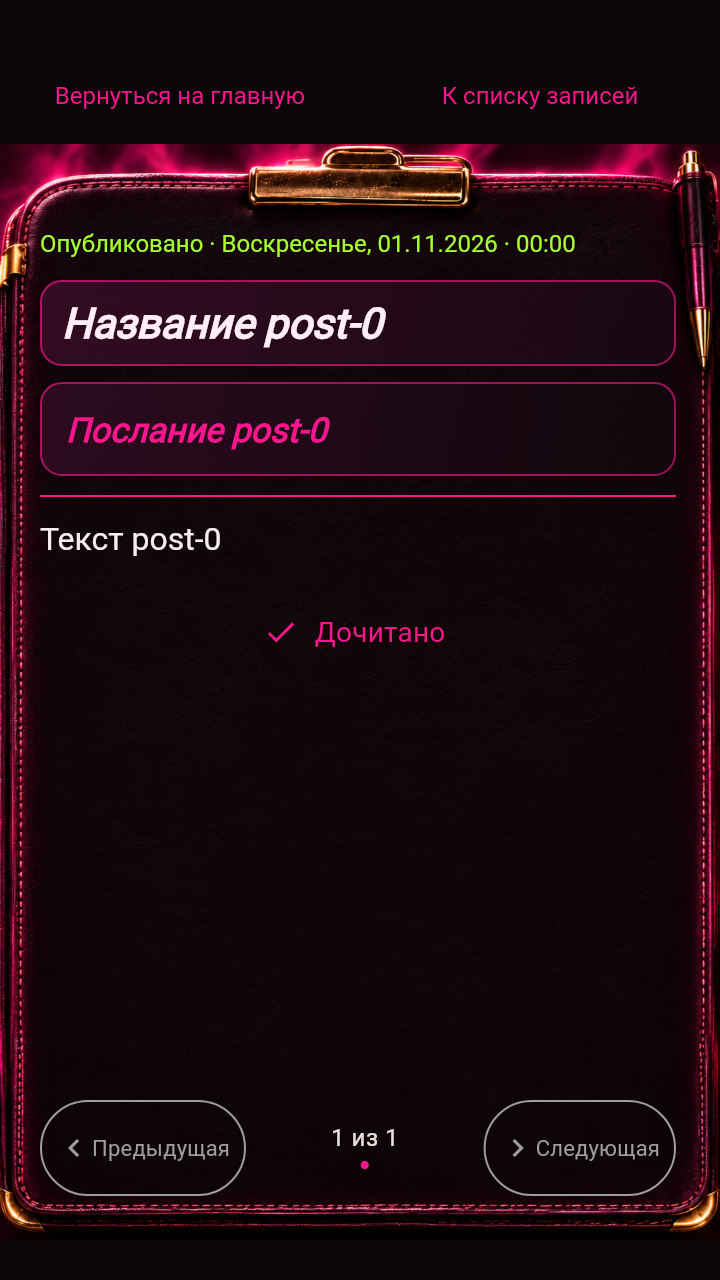 Вернуться на главную
К списку записей
Опубликовано · Воскресенье, 01.11.2026 · 00:00
Название post-0
Послание post-0
Текст post-0
Дочитано
Предыдущая
1 из 1
Следующая